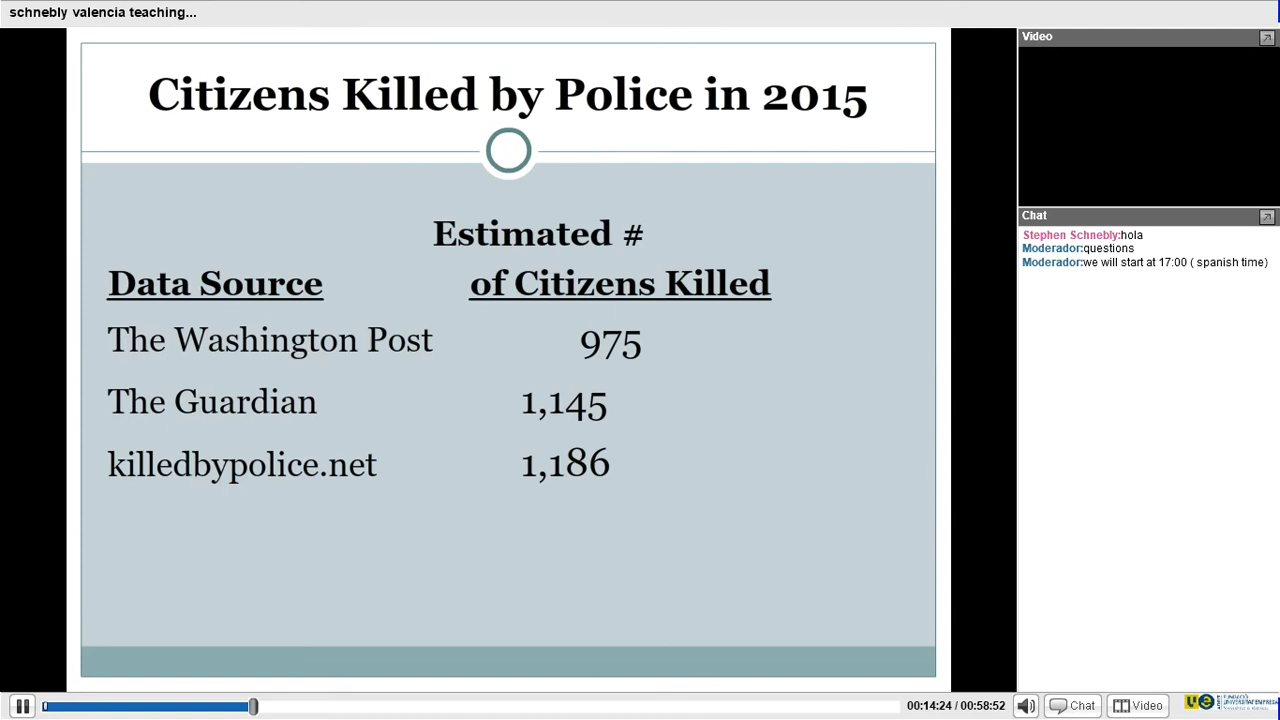 schnebly valencia teaching...
Citizens Killed by Police in 2015
Estimated #
Data Source of Citizens Killed
The Washington Post 975
The Guardian 1,145
killedbypolice.net 1,186
Video
Chat
Stephen Schnebly:hola
Moderador:questions
Moderador:we will start at 17:00 ( spanish time)
00:14:24 / 00:58:52
Chat
Video
FUNDACIÓ